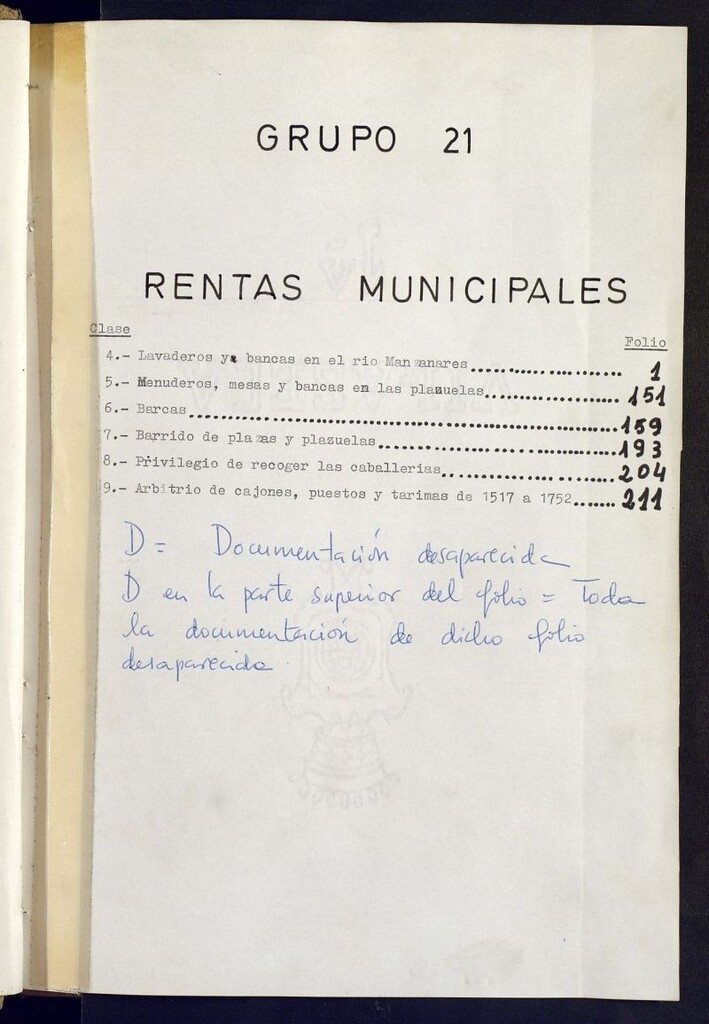 GRUPO 21
RENTAS MUNICIPALES
Clase Folio
4.- Lavaderos y bancas en el rio Manzanares..................... 1
5.- Menuderos, mesas y bancas en las plazuelas.................. 151
6.- Barcas...................................................... 159
7.- Barrido de plazas y plazuelas............................... 193
8.- Privilegio de recoger las caballerias....................... 204
9.- Arbitrio de cajones, puestos y tarimas de 1517 a 1752....... 211
D = Documentación desaparecida
D en la parte superior del folio = Toda
la documentación de dicho folio
desaparecida.